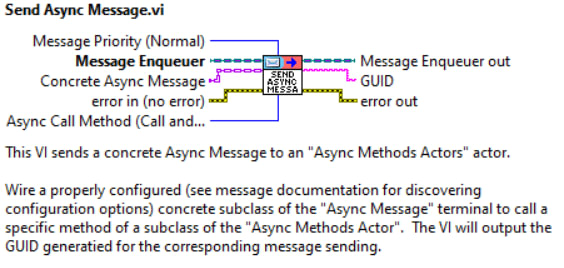 Send Async Message.vi
Message Priority (Normal)
Message Enqueuer
Message Enqueuer out
Concrete Async Message
GUID
error in (no error)
error out
Async Call Method (Call and...
SEND
ASYNC
MESSA
This VI sends a concrete Async Message to an "Async Methods Actors" actor.
Wire a properly configured (see message documentation for discovering
configuration options) concrete subclass of the "Async Message" terminal to call a
specific method of a subclass of the "Async Methods Actor".  The VI will output the
GUID generatied for the corresponding message sending.